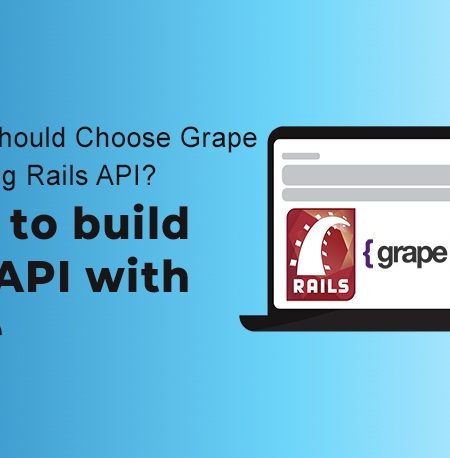 hould Choose Grape
g Rails API?
to build
API with
RAILS
{ grape